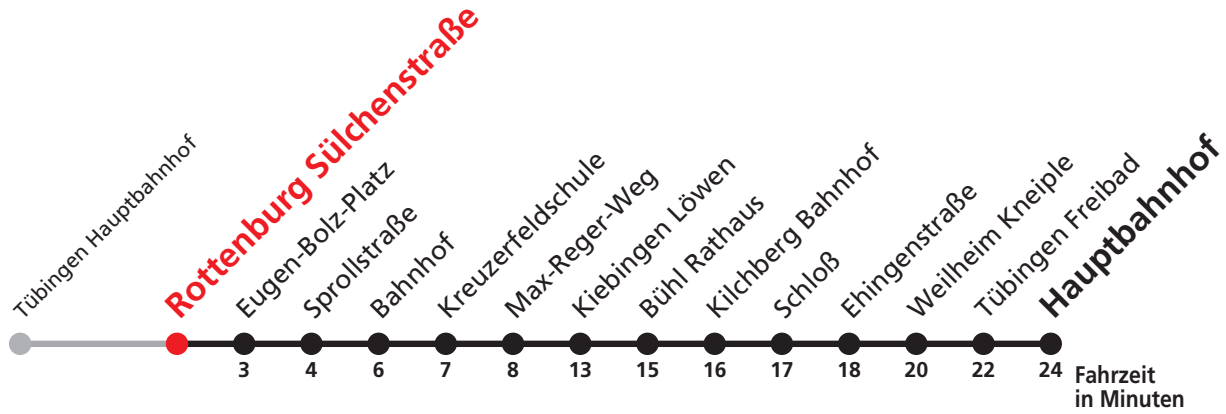 Tübingen Hauptbahnhof
Rottenburg Sülchenstraße
Eugen-Bolz-Platz
Sprollstraße
Bahnhof
Kreuzerfeldschule
Max-Reger-Weg
Kiebingen Löwen
Bühl Rathaus
Kilchberg Bahnhof
Schloß
Ehingenstraße
Weilheim Kneiple
Tübingen Freibad
Hauptbahnhof
3 4 6 7 8 13 15 16 17 18 20 22 24
Fahrzeit
in Minuten